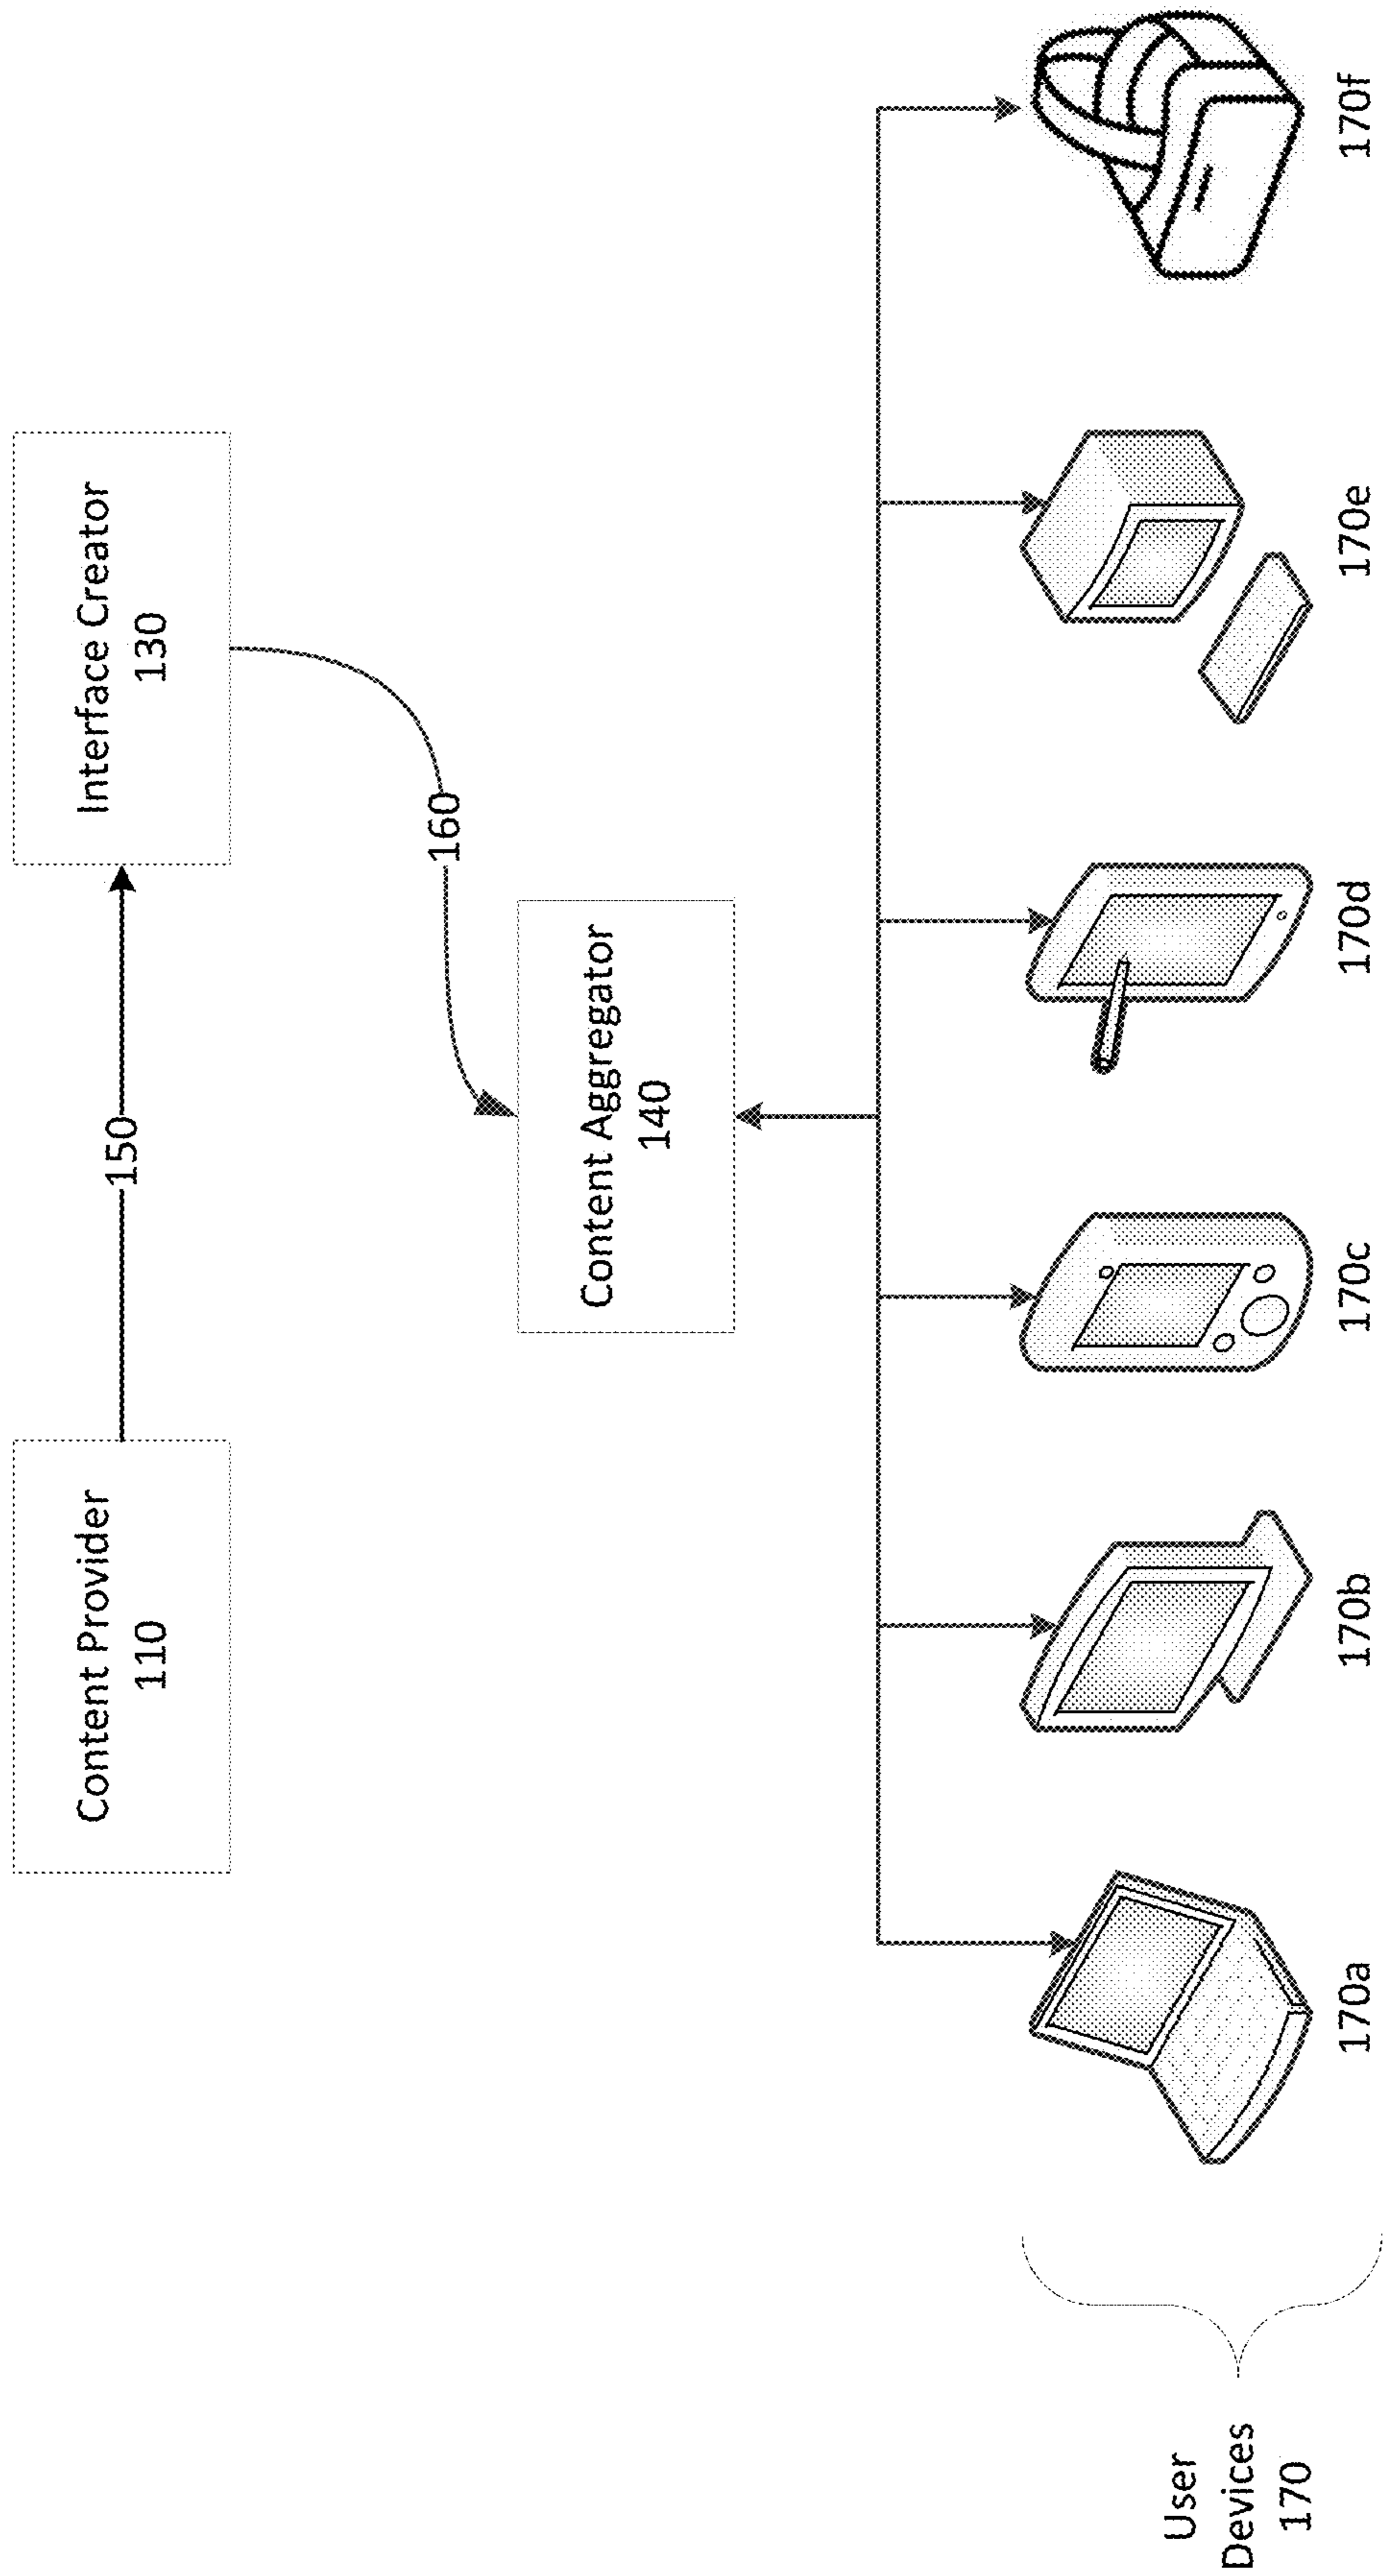 Content Provider
110
150
Interface Creator
130
160
Content Aggregator
140
User
Devices
170
170a
170b
170c
170d
170e
170f